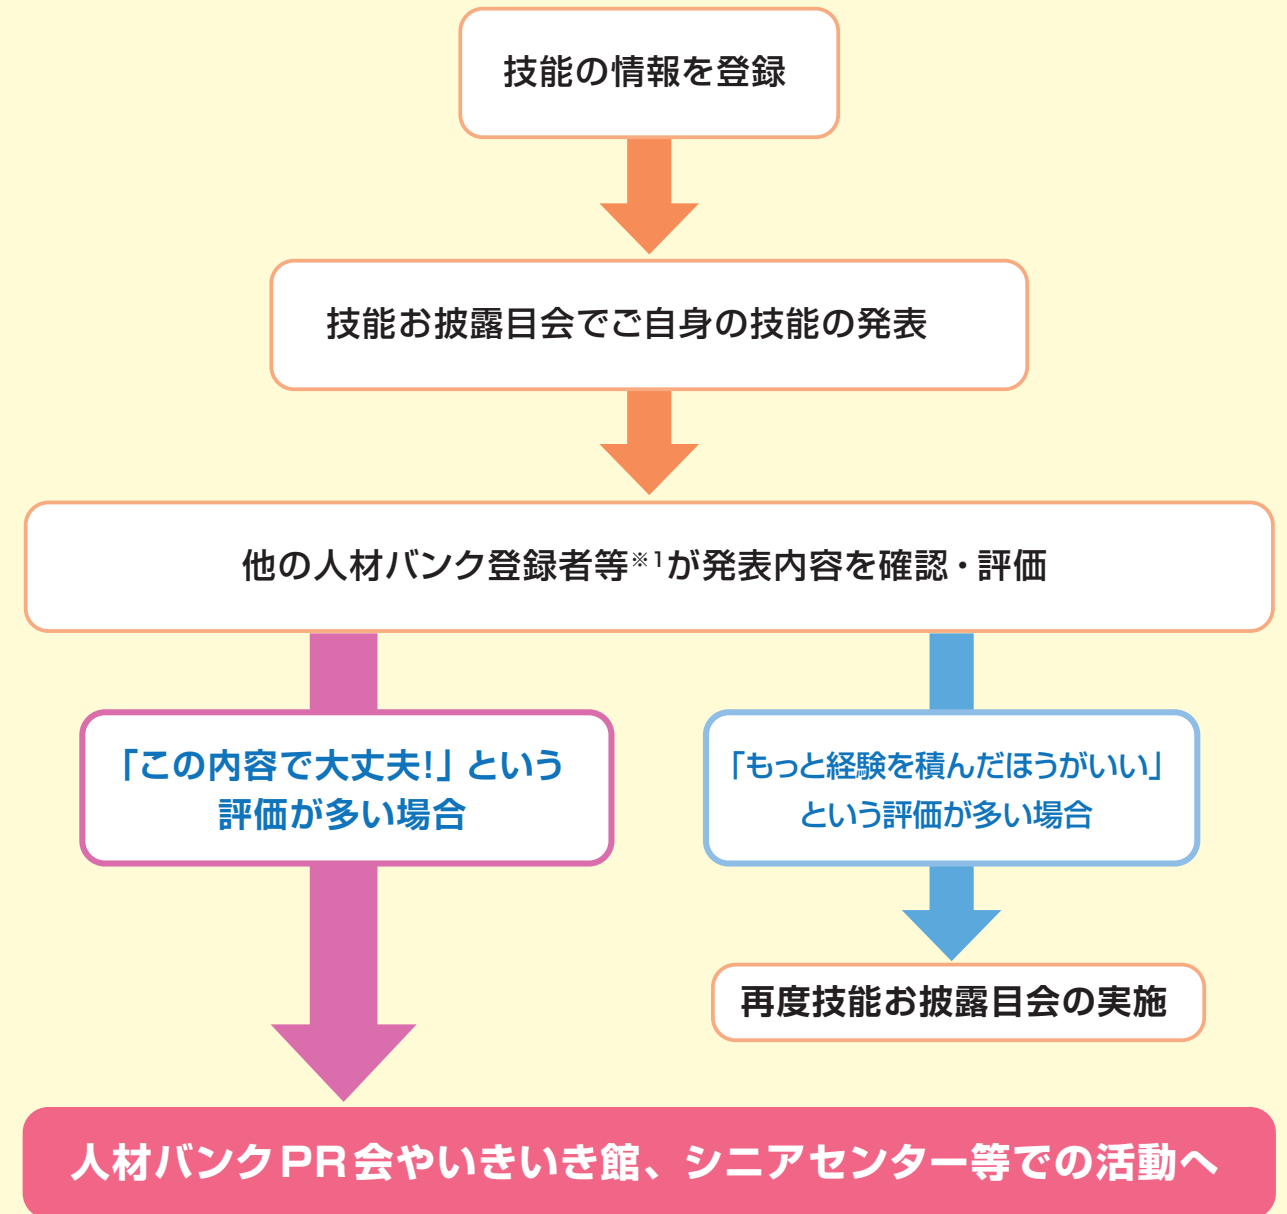 技能の情報を登録
技能お披露目会でご自身の技能の発表
他の人材バンク登録者等※1が発表内容を確認・評価
「この内容で大丈夫!」という
評価が多い場合
「もっと経験を積んだほうがいい」
という評価が多い場合
再度技能お披露目会の実施
人材バンクPR会やいきいき館、シニアセンター等での活動へ